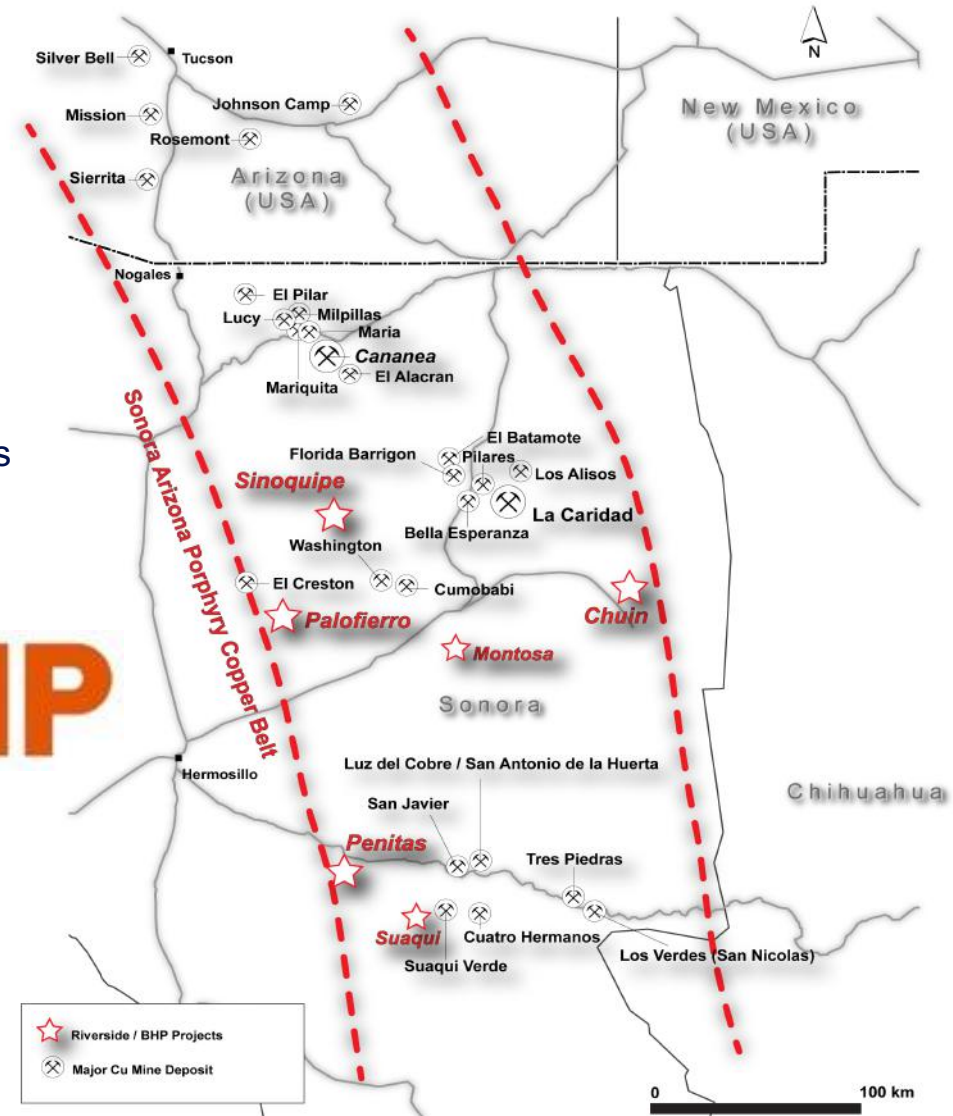 N
Silver Bell
Tucson
Johnson Camp
New Mexico
(USA)
Mission
Rosemont
Sierrita
Arizona
(USA)
Nogales
El Pilar
Lucy
Milpillas
Maria
Cananea
Mariquita
El Alacran
Sonora Arizona Porphyry Copper Belt
s
El Batamote
Florida Barrigon
Pilares
Los Alisos
Sinoquipe
La Caridad
Bella Esperanza
Washington
El Creston
Cumobabi
Palofierro
Chuin
Montosa
Sonora
Hermosillo
Luz del Cobre / San Antonio de la Huerta
Chihuahua
San Javier
Penitas
Tres Piedras
Suaqui
Cuatro Hermanos
Suaqui Verde
Los Verdes (San Nicolas)
Riverside / BHP Projects
Major Cu Mine Deposit
0 100 km